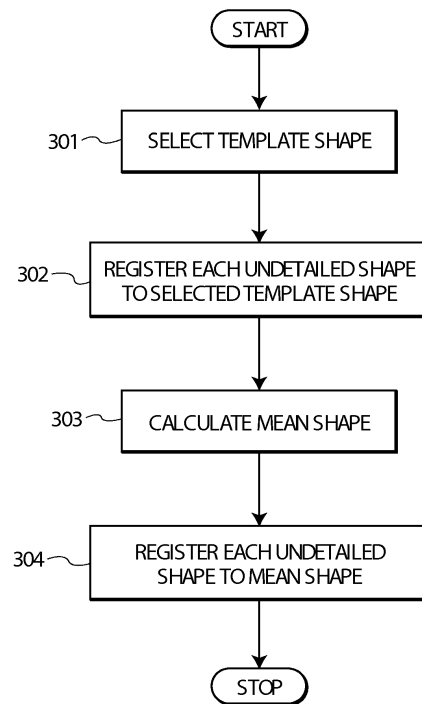 START
301
SELECT TEMPLATE SHAPE
302
REGISTER EACH UNDETAILED SHAPE
TO SELECTED TEMPLATE SHAPE
303
CALCULATE MEAN SHAPE
304
REGISTER EACH UNDETAILED
SHAPE TO MEAN SHAPE
STOP